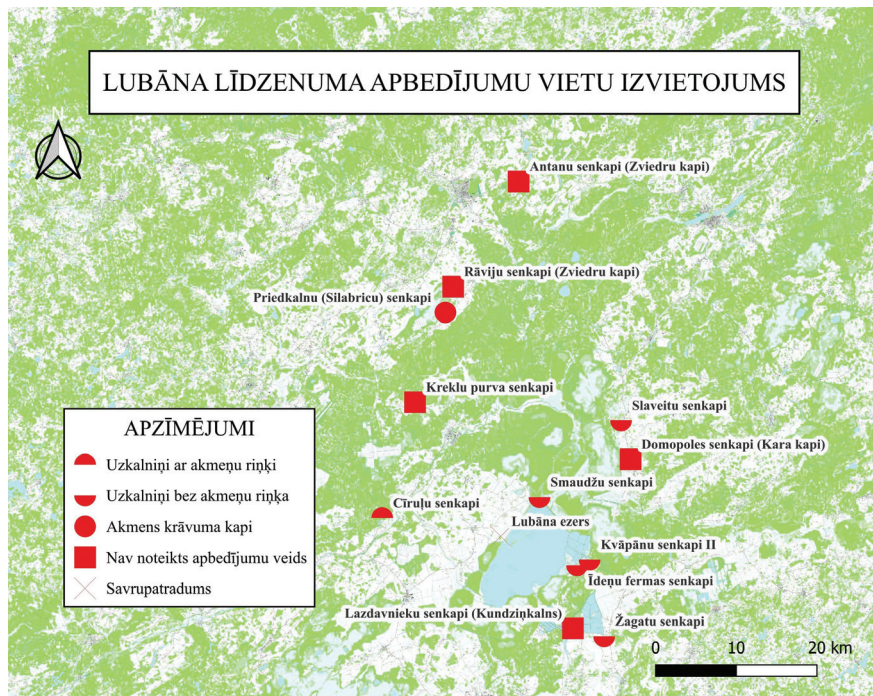 LUBĀNA LĪDZENUMA APBEDĪJUMU VIETU IZVIETOJUMS
N
Antanu senkapi (Zviedru kapi)
Rāviju senkapi (Zviedru kapi)
Priedkalnu (Silabricu) senkapi
Kreklu purva senkapi
Slaveitu senkapi
Domopoles senkapi (Kara kapi)
Smaudžu senkapi
Cīruļu senkapi
Lubāna ezers
Kvāpānu senkapi II
Īdeņu fermas senkapi
Lazdavnieku senkapi (Kundziņkalns)
Žagatu senkapi
APZĪMĒJUMI
Uzkalniņi ar akmeņu riņķi
Uzkalniņi bez akmeņu riņķa
Akmens krāvuma kapi
Nav noteikts apbedījumu veids
Savrupatradums
0 10 20 km